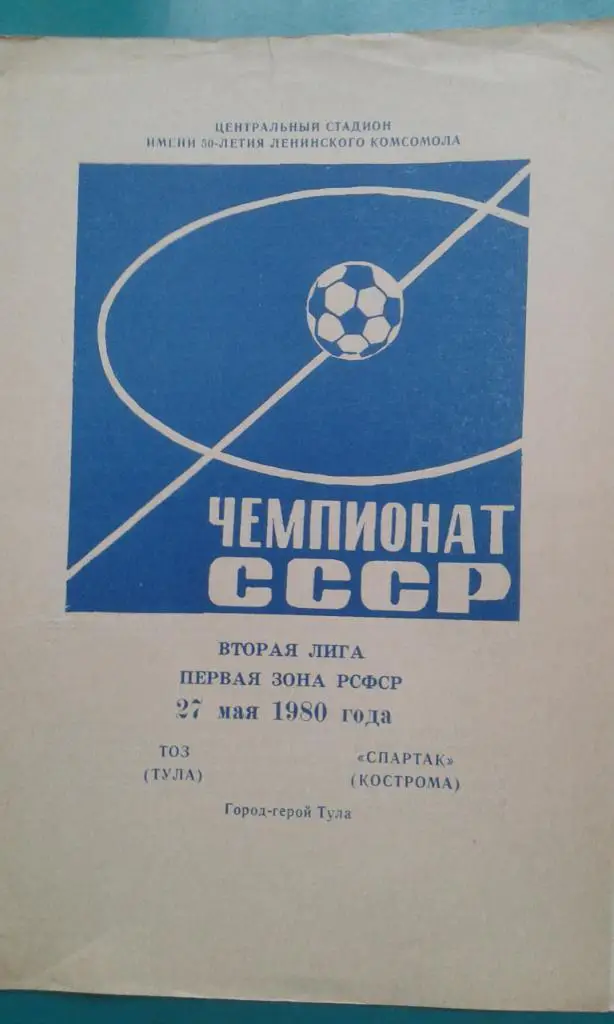 ЦЕНТРАЛЬНЫЙ СТАДИОН
ИМЕНИ 50-ЛЕТИЯ ЛЕНИНСКОГО КОМСОМОЛА
ЧЕМПИОНАТ
СССР
ВТОРАЯ ЛИГА
ПЕРВАЯ ЗОНА РСФСР
27 мая 1980 года
ТОЗ «СПАРТАК»
(ТУЛА) (КОСТРОМА)
Город-герой Тула